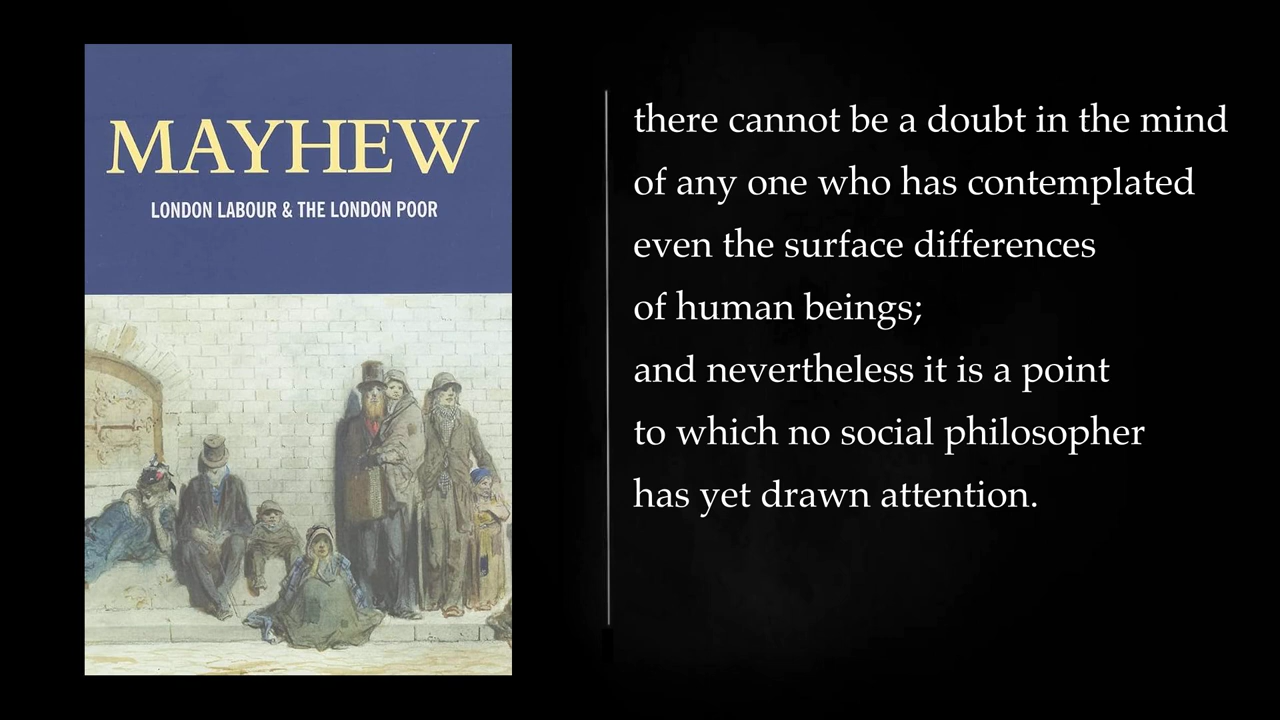 MAYHEW
LONDON LABOUR & THE LONDON POOR
there cannot be a doubt in the mind
of any one who has contemplated
even the surface differences
of human beings;
and nevertheless it is a point
to which no social philosopher
has yet drawn attention.